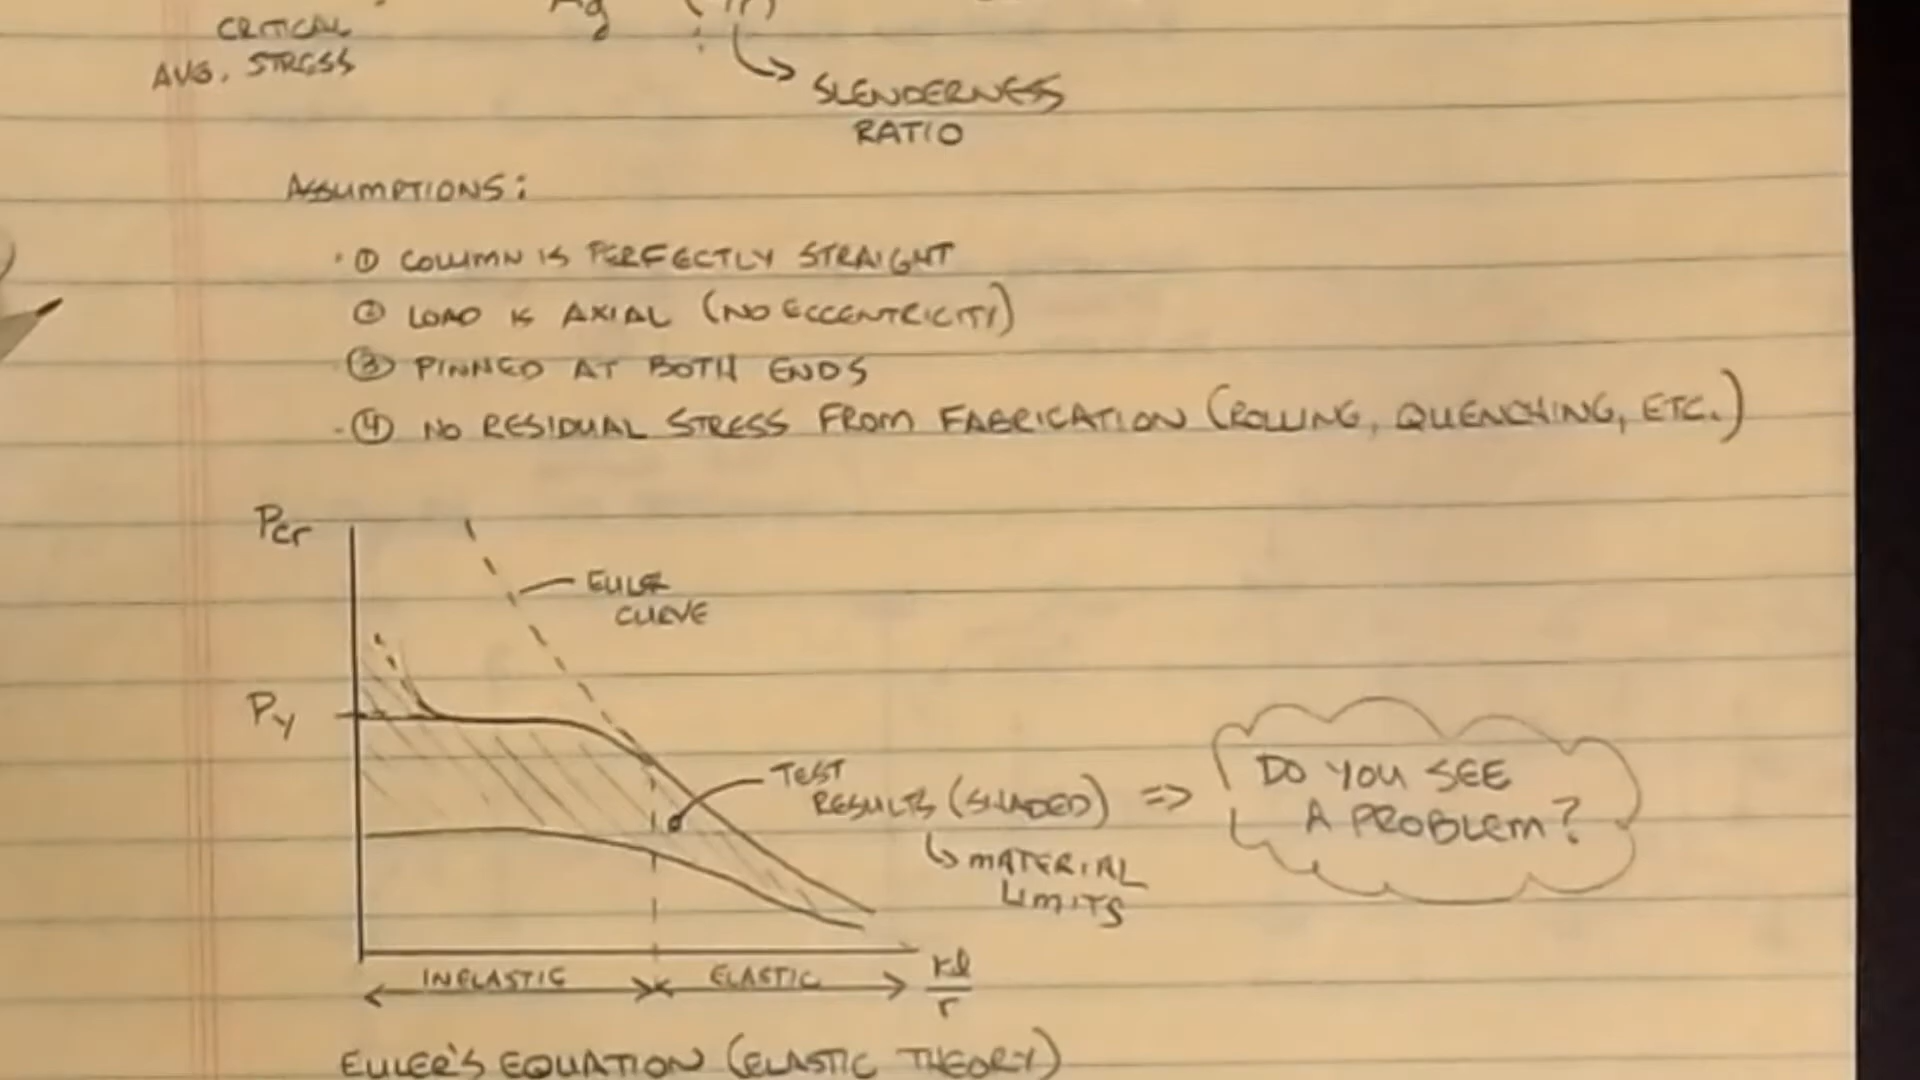 CRITICAL
AVG. STRESS
Ag
SLENDERNESS
RATIO
ASSUMPTIONS:
① COLUMN IS PERFECTLY STRAIGHT
② LOAD IS AXIAL (NO ECCENTRICITY)
③ PINNED AT BOTH ENDS
④ NO RESIDUAL STRESS FROM FABRICATION (ROLLING, QUENCHING, ETC.)
Pcr
EULER
CURVE
Py
TEST
RESULTS (SHADED) =>
MATERIAL
LIMITS
DO YOU SEE
A PROBLEM?
INELASTIC
ELASTIC
kl
r
EULER'S EQUATION (ELASTIC THEORY)